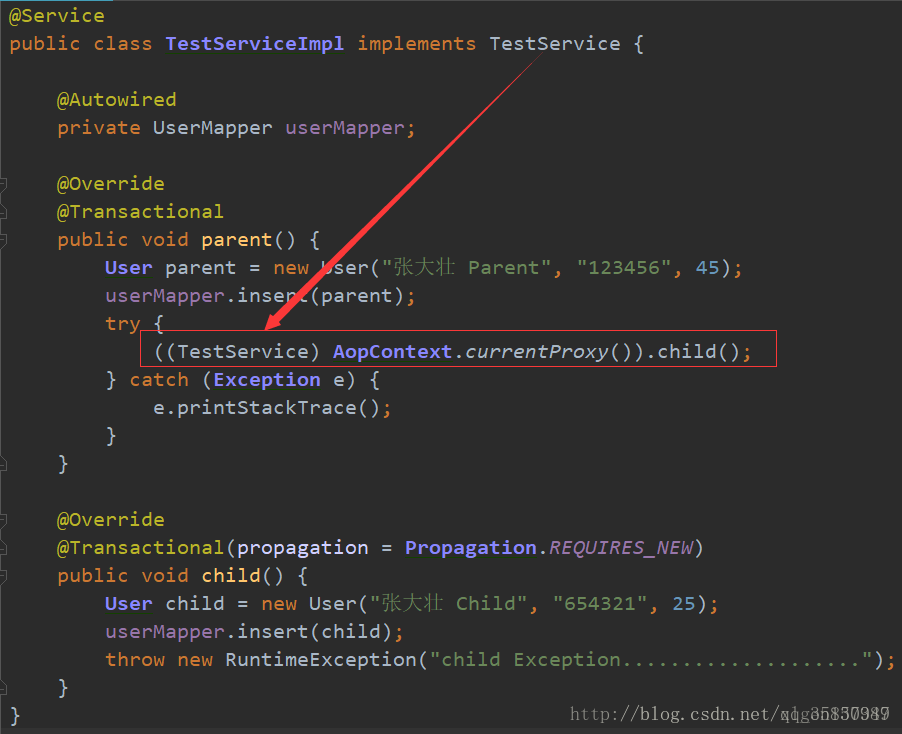 @Service
public class TestServiceImpl implements TestService {
@Autowired
private UserMapper userMapper;
@Override
@Transactional
public void parent() {
User parent = new User("张大壮 Parent", "123456", 45);
userMapper.insert(parent);
try {
((TestService) AopContext.currentProxy()).child();
} catch (Exception e) {
e.printStackTrace();
}
}
@Override
@Transactional(propagation = Propagation.REQUIRES_NEW)
public void child() {
User child = new User("张大壮 Child", "654321", 25);
userMapper.insert(child);
throw new RuntimeException("child Exception....................");
}
}
http://blog.csdn.net/